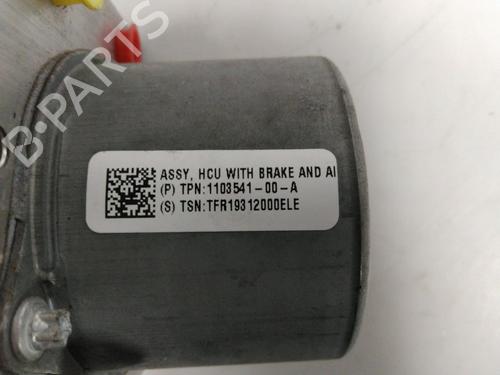 B-PARTS
ASSY, HCU WITH BRAKE AND AI
(P) TPN:1103541-00-A
(S) TSN:TFR19312000ELE